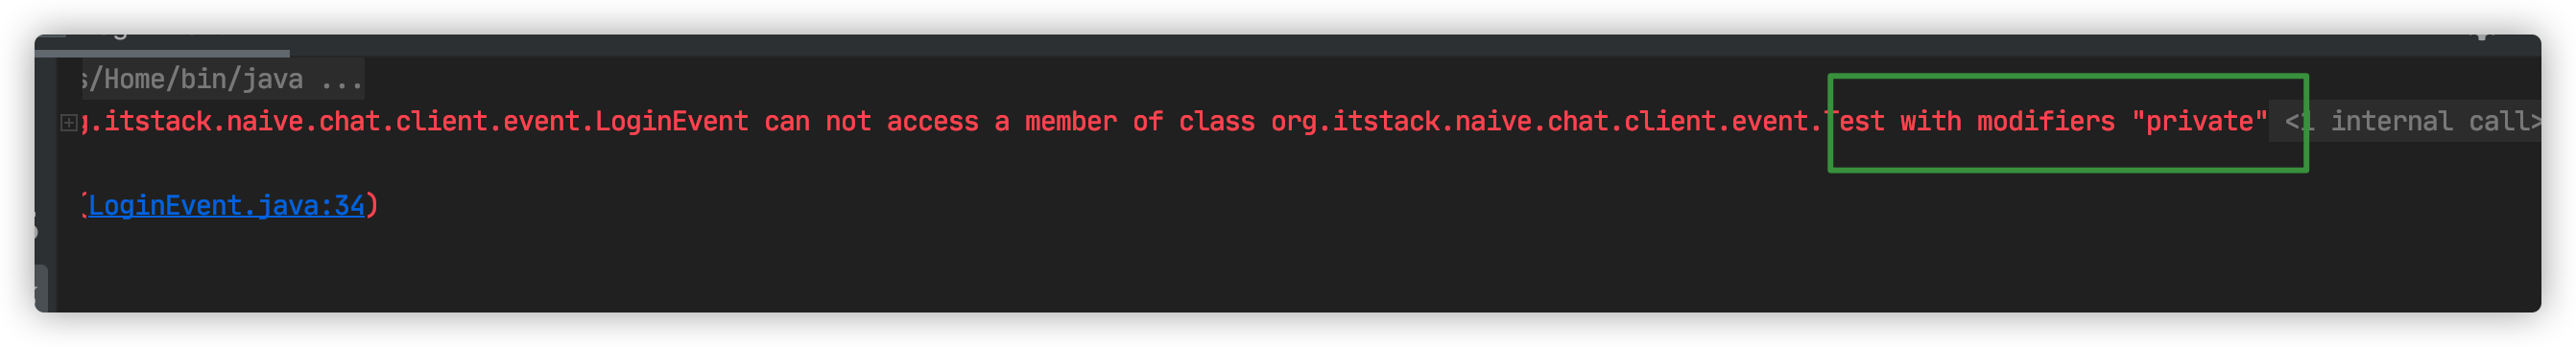 s/Home/bin/java ...
g.itstack.naive.chat.client.event.LoginEvent can not access a member of class org.itstack.naive.chat.client.event.Test with modifiers "private" <1 internal call>
(LoginEvent.java:34)